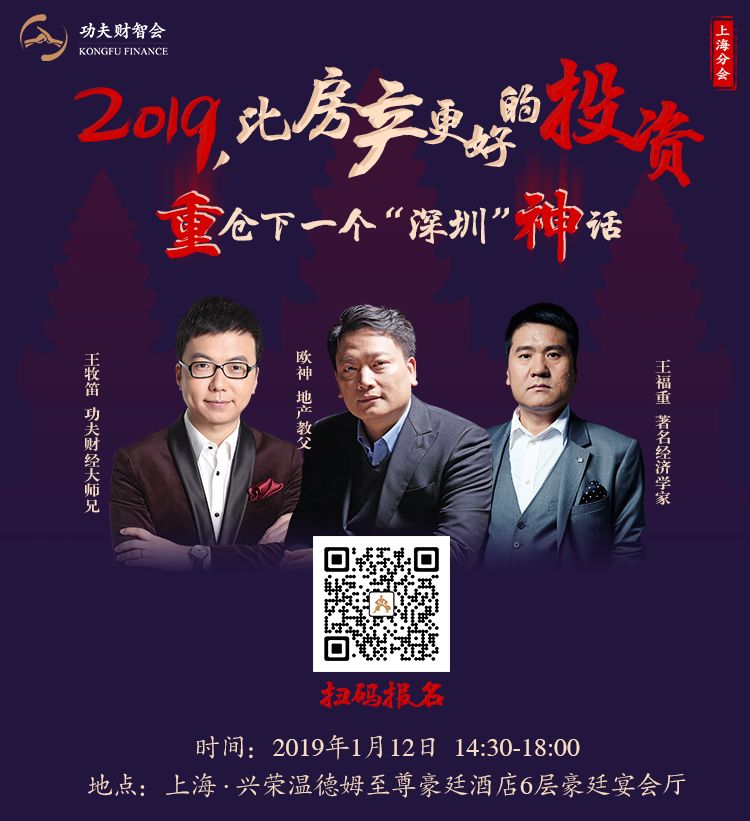 功夫财智会
KONGFU FINANCE
上海分会
2019,比房产更好的投资
重仓下一个“深圳”神话
王牧笛 功夫财经大师兄
欧神 地产教父
王福重 著名经济学家
扫码报名
时间：2019年1月12日 14:30-18:00
地点：上海·兴荣温德姆至尊豪廷酒店6层豪廷宴会厅